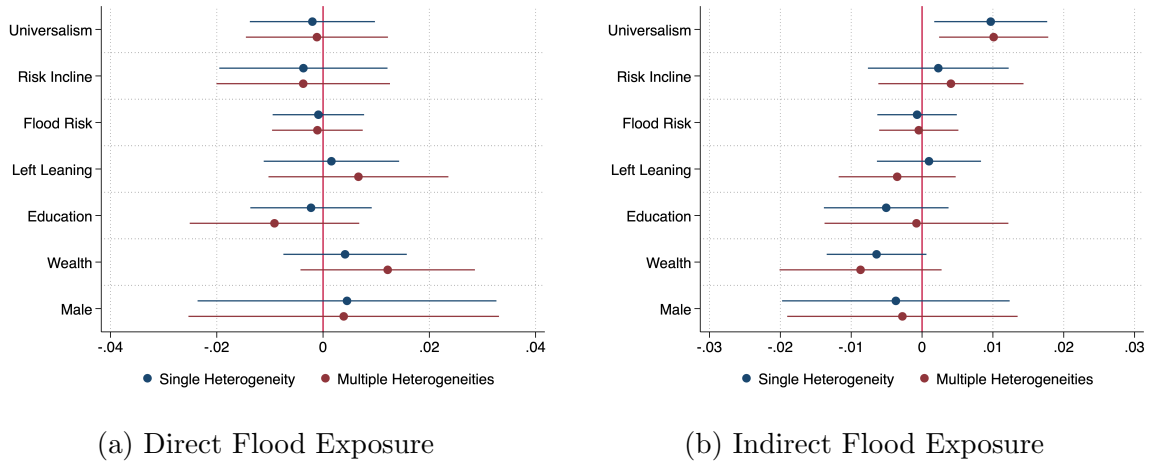 Universalism
Risk Incline
Flood Risk
Left Leaning
Education
Wealth
Male
-.04 -.02 0 .02 .04
Single Heterogeneity Multiple Heterogeneities
(a) Direct Flood Exposure
Universalism
Risk Incline
Flood Risk
Left Leaning
Education
Wealth
Male
-.03 -.02 -.01 0 .01 .02 .03
Single Heterogeneity Multiple Heterogeneities
(b) Indirect Flood Exposure